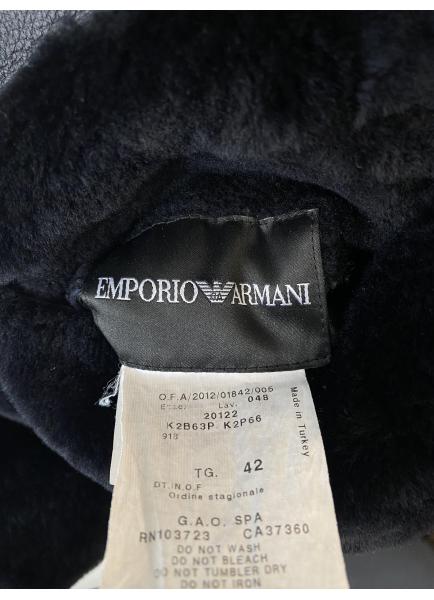 EMPORIO ARMANI
O.F.A/2012/01842/005
Esse. Lav. 048
20122
K2B63P K2P66
918
Made in Turkey
TG. 42
DT.IN.O.F
Ordine stagionale
G.A.O. SPA
RN103723 CA37360
DO NOT WASH
DO NOT BLEACH
DO NOT TUMBLER DRY
DO NOT IRON